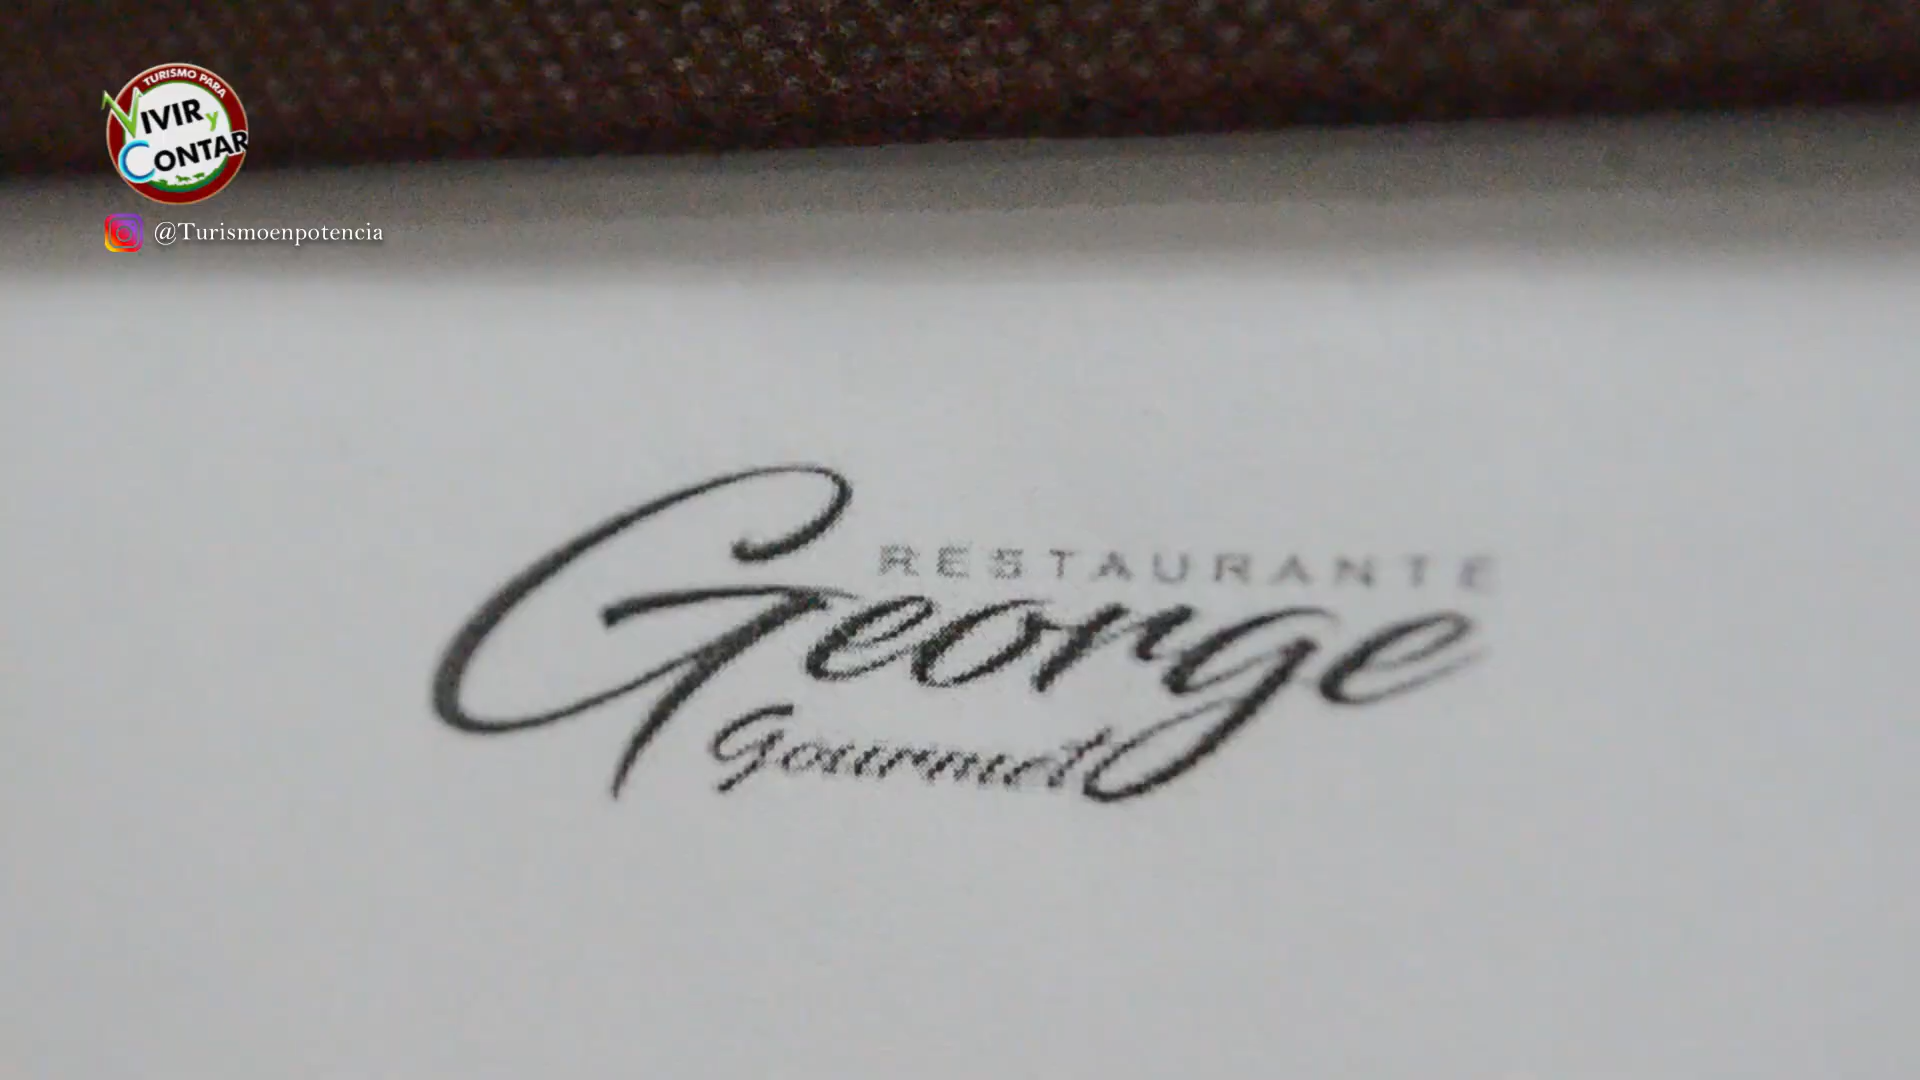 TURISMO PARA
VIVIR y
CONTAR
@Turismoenpotencia
RESTAURANTE
George
Gourmet